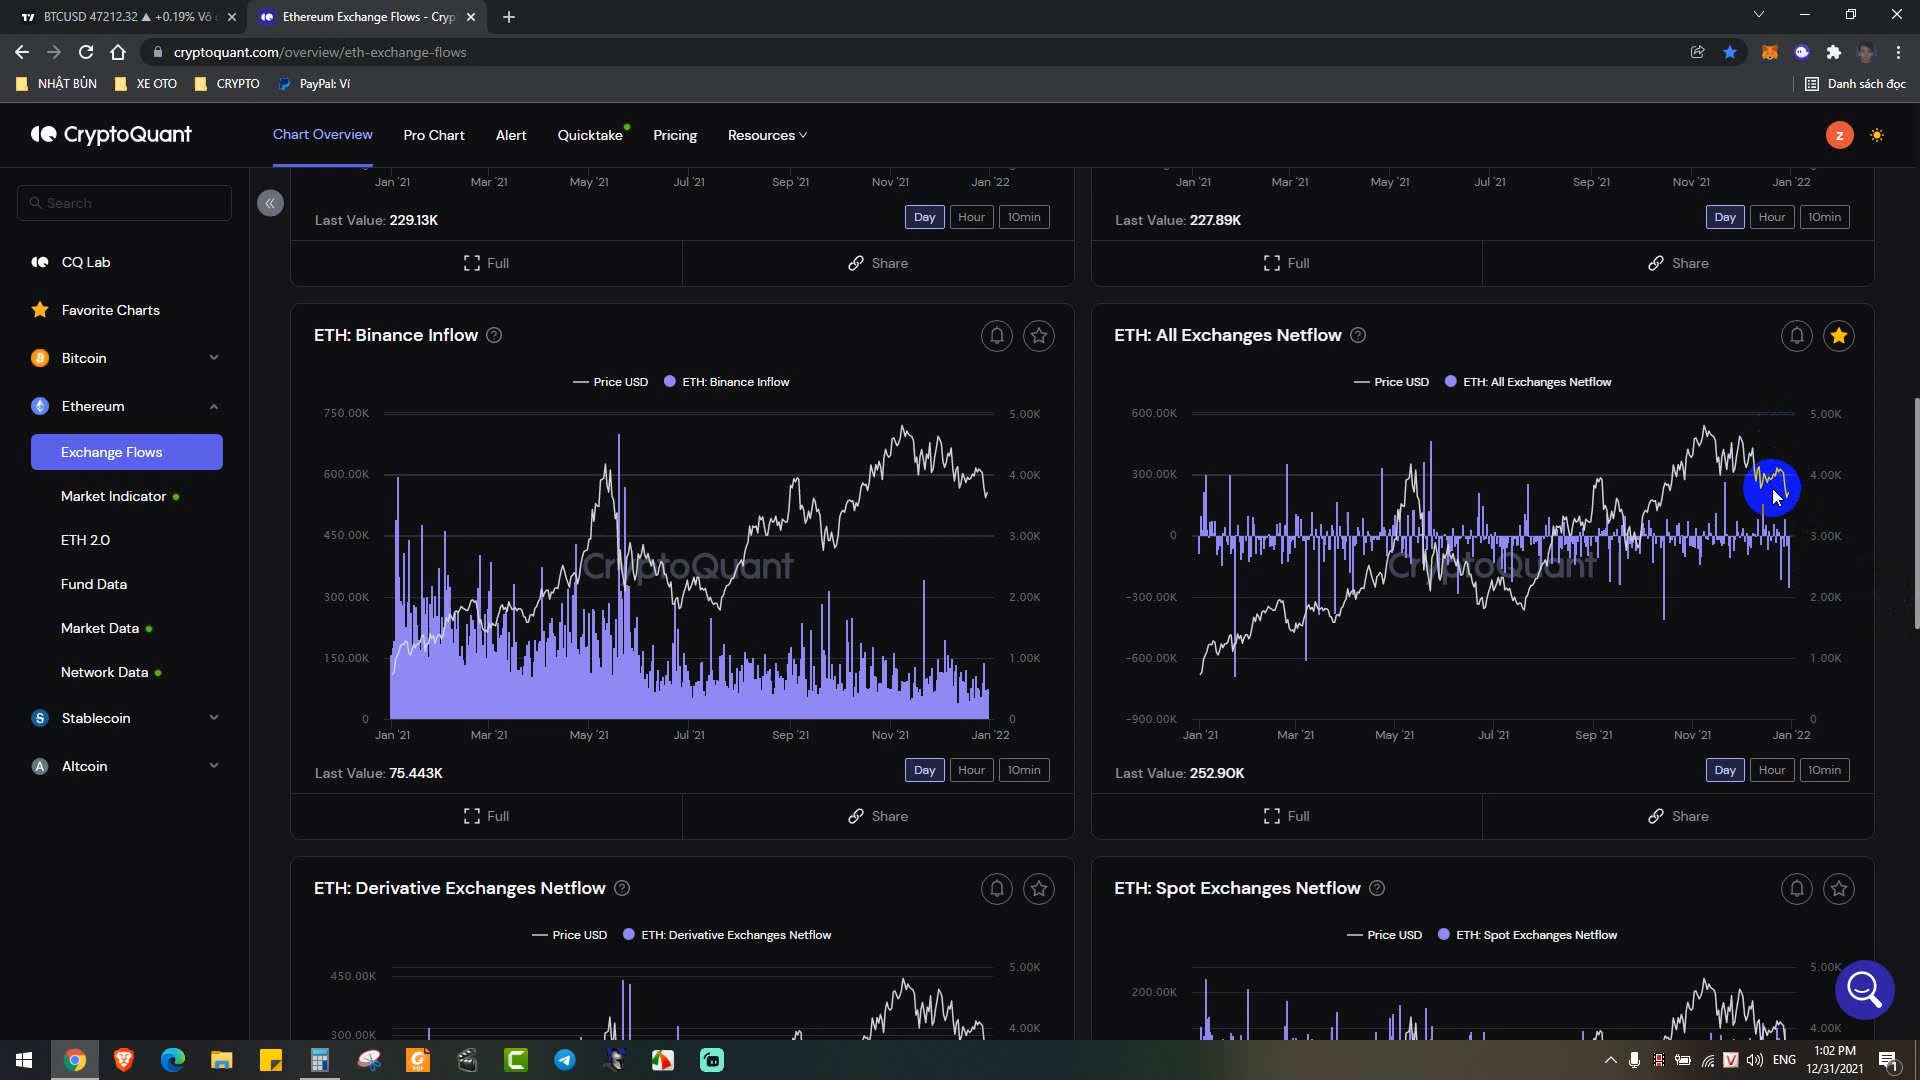 BTCUSD 47212.32 ▲ +0.19% Vô
Ethereum Exchange Flows - Cryp
cryptoquant.com/overview/eth-exchange-flows
NHẬT BỦN
XE OTO
CRYPTO
PayPal: Ví
Danh sách đọc
CryptoQuant
Chart Overview
Pro Chart
Alert
Quicktake
Pricing
Resources
Z
Search
CQ Lab
Favorite Charts
Bitcoin
Ethereum
Exchange Flows
Market Indicator
ETH 2.0
Fund Data
Market Data
Network Data
Stablecoin
Altcoin
Jan '21 Mar '21 May '21 Jul '21 Sep '21 Nov '21 Jan '22
Last Value: 229.13K
Day Hour 10min
Full
Share
Jan '21 Mar '21 May '21 Jul '21 Sep '21 Nov '21 Jan '22
Last Value: 227.89K
Day Hour 10min
Full
Share
ETH: Binance Inflow
Price USD ETH: Binance Inflow
750.00K 5.00K
600.00K 4.00K
450.00K 3.00K
CryptoQuant
300.00K 2.00K
150.00K 1.00K
0 0
Jan '21 Mar '21 May '21 Jul '21 Sep '21 Nov '21 Jan '22
Last Value: 75.443K
Day Hour 10min
Full
Share
ETH: All Exchanges Netflow
Price USD ETH: All Exchanges Netflow
600.00K 5.00K
300.00K 4.00K
0 3.00K
CryptoQuant
-300.00K 2.00K
-600.00K 1.00K
-900.00K 0
Jan '21 Mar '21 May '21 Jul '21 Sep '21 Nov '21 Jan '22
Last Value: 252.90K
Day Hour 10min
Full
Share
ETH: Derivative Exchanges Netflow
Price USD ETH: Derivative Exchanges Netflow
450.00K 5.00K
300.00K 4.00K
ETH: Spot Exchanges Netflow
Price USD ETH: Spot Exchanges Netflow
5.00K
200.00K
4.00K
ENG
1:02 PM
12/31/2021